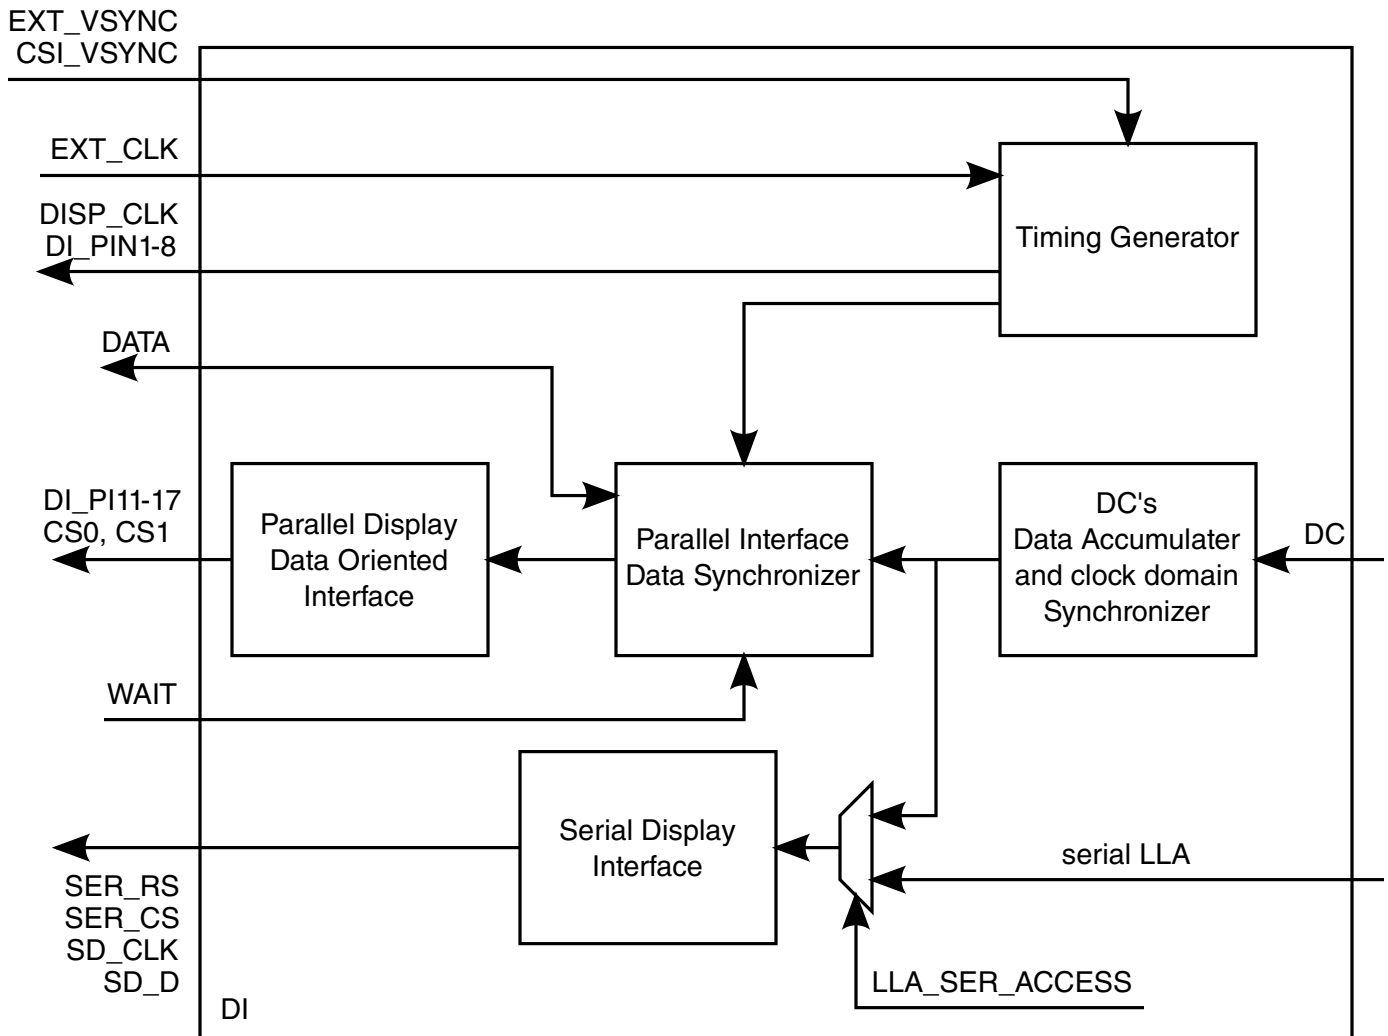 EXT_VSYNC
CSI_VSYNC
EXT_CLK
DISP_CLK
DI_PIN1-8
Timing Generator
DATA
DI_PI11-17
CS0, CS1
Parallel Display
Data Oriented
Interface
Parallel Interface
Data Synchronizer
DC's
Data Accumulater
and clock domain
Synchronizer
DC
WAIT
Serial Display
Interface
serial LLA
SER_RS
SER_CS
SD_CLK
SD_D
LLA_SER_ACCESS
DI